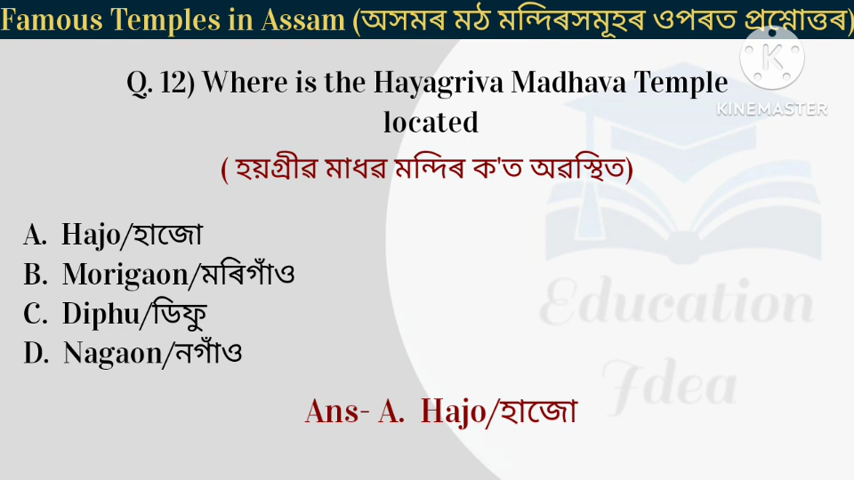 Famous Temples in Assam (অসমৰ মঠ মন্দিৰসমূহৰ ওপৰত প্ৰশ্নোত্তৰ)
K
KINEMASTER
Q. 12) Where is the Hayagriva Madhava Temple
located
( হয়গ্ৰীৱ মাধৱ মন্দিৰ ক'ত অৱস্থিত)
A. Hajo/হাজো
B. Morigaon/মৰিগাঁও
C. Diphu/ডিফু
D. Nagaon/নগাঁও
Education
Idea
Ans- A. Hajo/হাজো